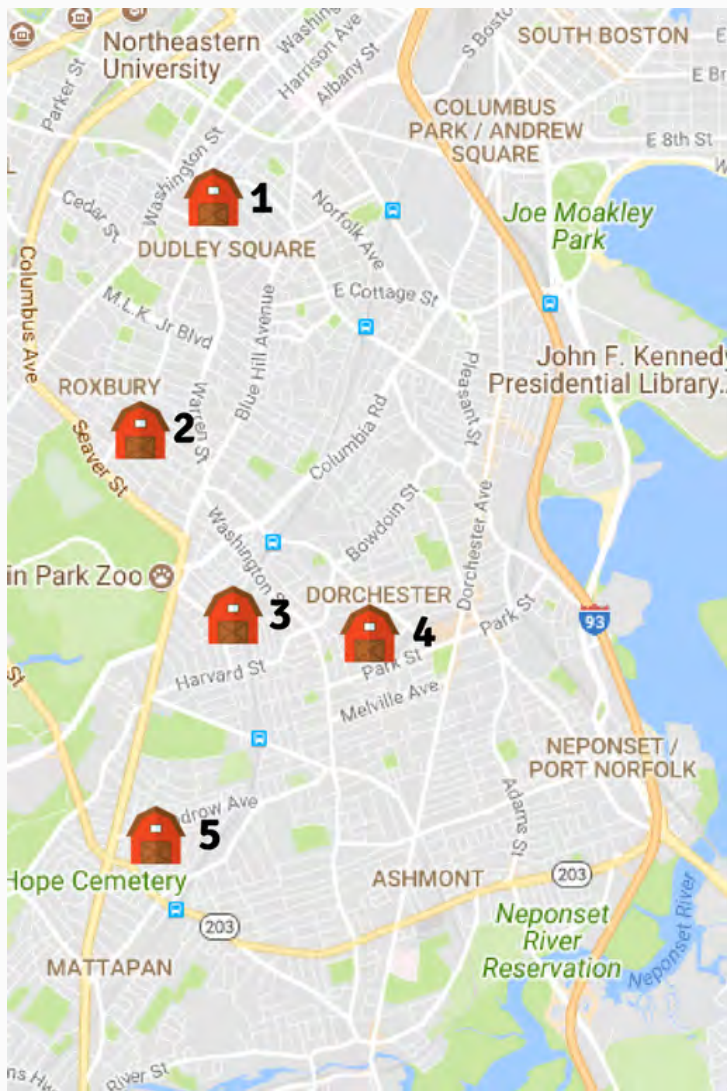 Northeastern
University
Washington
Harrison Ave
Albany St
S Bosto
SOUTH BOSTON
E
E Br
Parker St
COLUMBUS
PARK / ANDREW
SQUARE
E 8th St
W
L
Washington St
1
Cedar St
Norfolk Ave
Joe Moakley
Park
DUDLEY SQUARE
Columbus Ave
M.L.K. Jr Blvd
Blue Hill Avenue
E Cottage St
Pleasant St
John F. Kennedy
Presidential Library...
ROXBURY
Warren St
2
Seaver St
Columbia Rd
Washington S
Bowdoin St
Dorchester Ave
in Park Zoo
3
DORCHESTER
4
Park St
Park St
93
St
Harvard St
Melville Ave
NEPONSET /
PORT NORFOLK
Adams St
drow Ave
5
Hope Cemetery
ASHMONT
203
203
Neponset
River
Reservation
Neponset River
MATTAPAN
River St
ns Hw